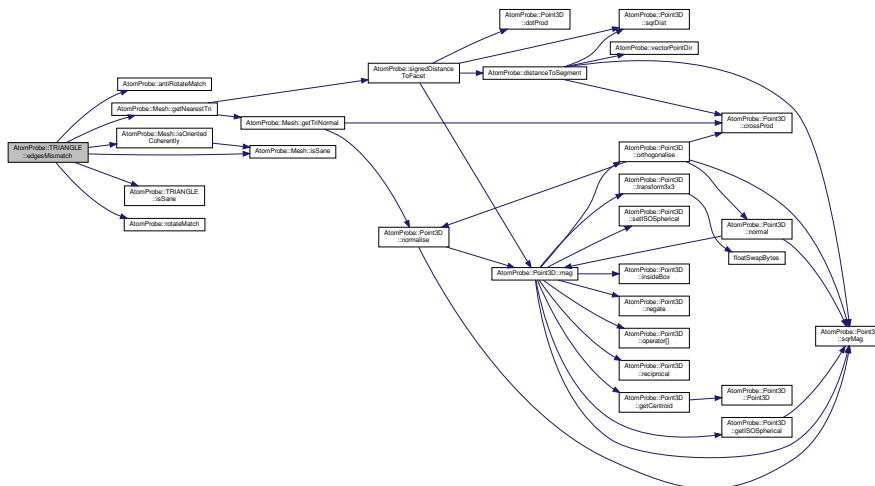 AtomProbe::TRIANGLE
::edgesMismatch
AtomProbe::antiRotateMatch
AtomProbe::Mesh::getNearestTri
AtomProbe::Mesh::isOriented
Coherently
AtomProbe::TRIANGLE
::isSane
AtomProbe::rotateMatch
AtomProbe::Mesh::getTriNormal
AtomProbe::Mesh::isSane
AtomProbe::signedDistance
ToFacet
AtomProbe::Point3D
::normalise
AtomProbe::Point3D
::dotProd
AtomProbe::distanceToSegment
AtomProbe::Point3D::mag
AtomProbe::Point3D
::sqrDist
AtomProbe::vectorPointDir
AtomProbe::Point3D
::orthogonalise
AtomProbe::Point3D
::transform3x3
AtomProbe::Point3D
::setISOSpherical
AtomProbe::Point3D
::insideBox
AtomProbe::Point3D
::negate
AtomProbe::Point3D
::operator[]
AtomProbe::Point3D
::reciprocal
AtomProbe::Point3D
::getCentroid
AtomProbe::Point3D
::crossProd
AtomProbe::Point3D
::normal
floatSwapBytes
AtomProbe::Point3D
::Point3D
AtomProbe::Point3D
::getISOSpherical
AtomProbe::Point3D
::sqrMag